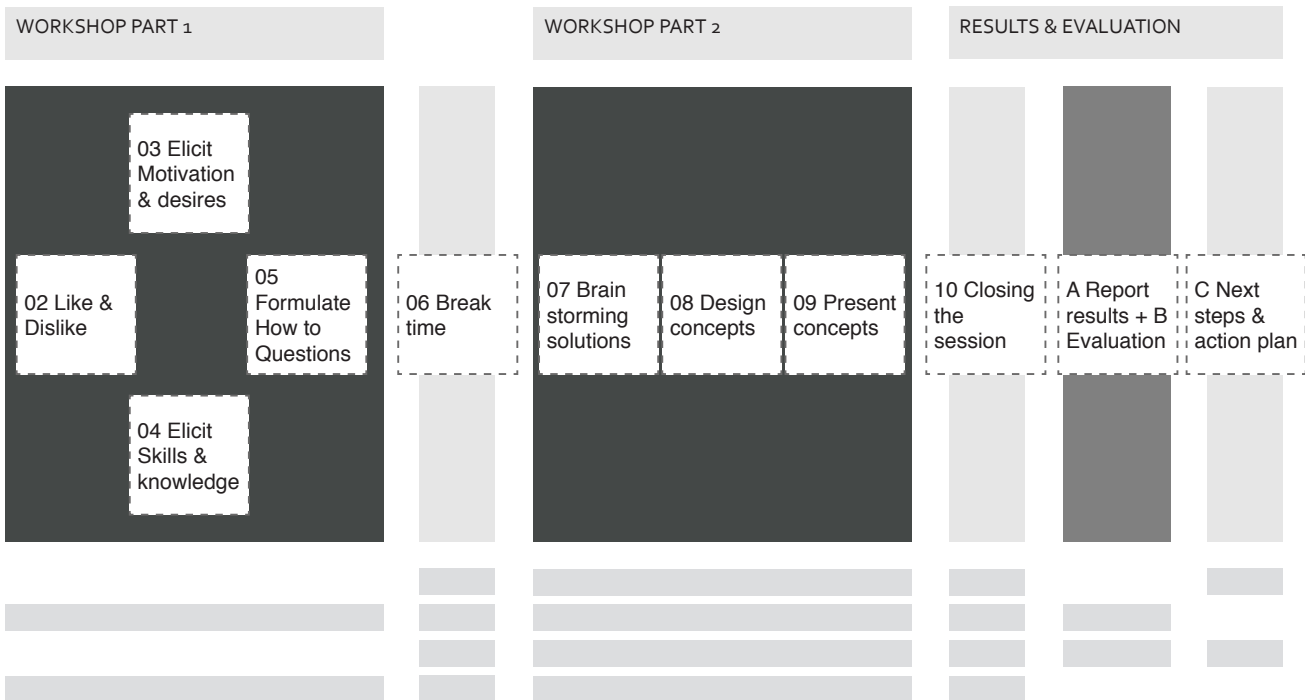 WORKSHOP PART 1
WORKSHOP PART 2
RESULTS & EVALUATION
03 Elicit
Motivation
& desires
02 Like &
Dislike
05
Formulate
How to
Questions
04 Elicit
Skills &
knowledge
06 Break
time
07 Brain
storming
solutions
08 Design
concepts
09 Present
concepts
10 Closing
the
session
A Report
results + B
Evaluation
C Next
steps &
action plan